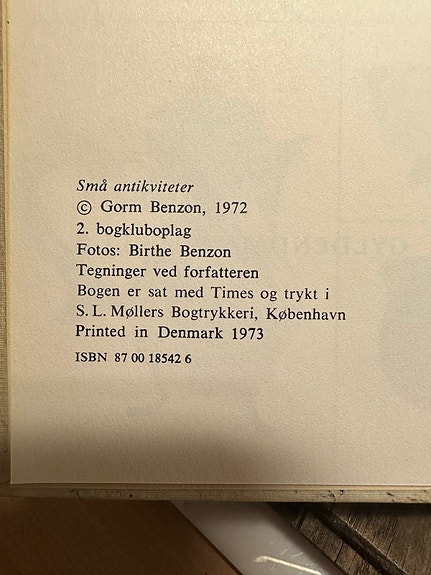 Små antikviteter
© Gorm Benzon, 1972
2. bogkluboplag
Fotos: Birthe Benzon
Tegninger ved forfatteren
Bogen er sat med Times og trykt i
S. L. Møllers Bogtrykkeri, København
Printed in Denmark 1973
ISBN 87 00 18542 6